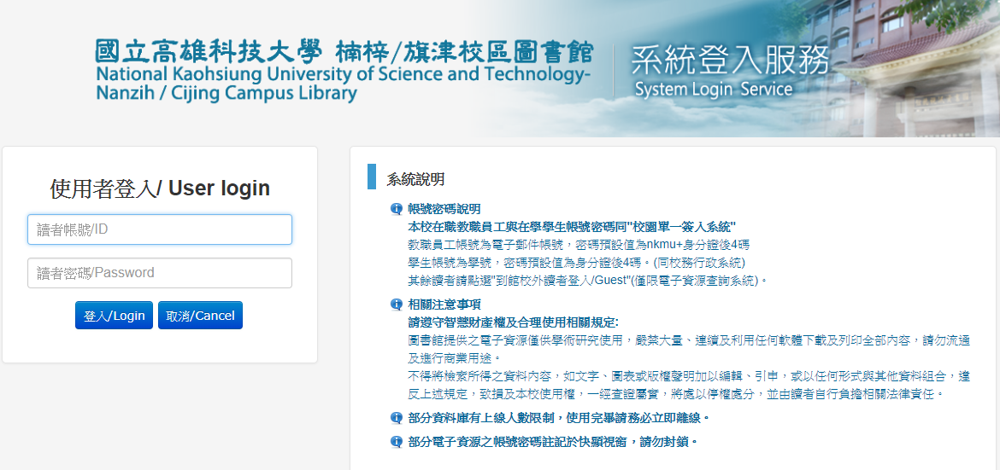 國立高雄科技大學 楠梓/旗津校區圖書館
National Kaohsiung University of Science and Technology-
Nanzih / Cijing Campus Library
系統登入服務
System Login Service
使用者登入/ User login
讀者帳號/ID
讀者密碼/Password
登入/Login
取消/Cancel
系統說明
帳號密碼說明
本校在職教職員工與在學學生帳號密碼同"校園單一簽入系統"
教職員工帳號為電子郵件帳號，密碼預設值為nkmu+身分證後4碼
學生帳號為學號，密碼預設值為身分證後4碼。(同校務行政系統)
其餘讀者請點選"到館校外讀者登入/Guest"(僅限電子資源查詢系統)。
相關注意事項
請遵守智慧財產權及合理使用相關規定:
圖書館提供之電子資源僅供學術研究使用，嚴禁大量、連續及利用任何軟體下載及列印全部內容，請勿流通
及進行商業用途。
不得將檢索所得之資料內容，如文字、圖表或版權聲明加以編輯、引申，或以任何形式與其他資料組合，違
反上述規定，致損及本校使用權，一經查證屬實，將處以停權處分，並由讀者自行負擔相關法律責任。
部分資料庫有上線人數限制，使用完畢請務必立即離線。
部分電子資源之帳號密碼註記於快顯視窗，請勿封鎖。